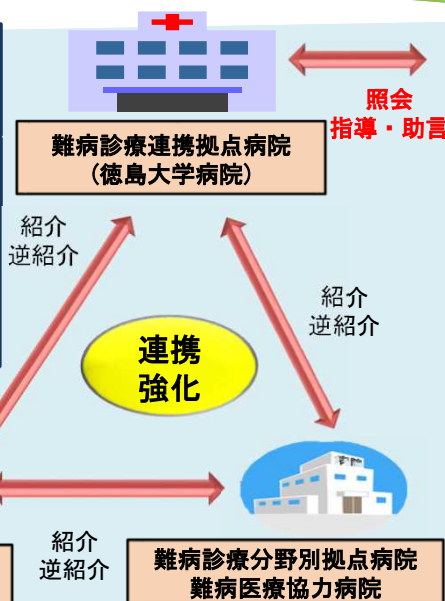 照会
指導・助言
難病診療連携拠点病院
(徳島大学病院)
紹介
逆紹介
紹介
逆紹介
連携
強化
病院
紹介
逆紹介
難病診療分野別拠点病院
難病医療協力病院